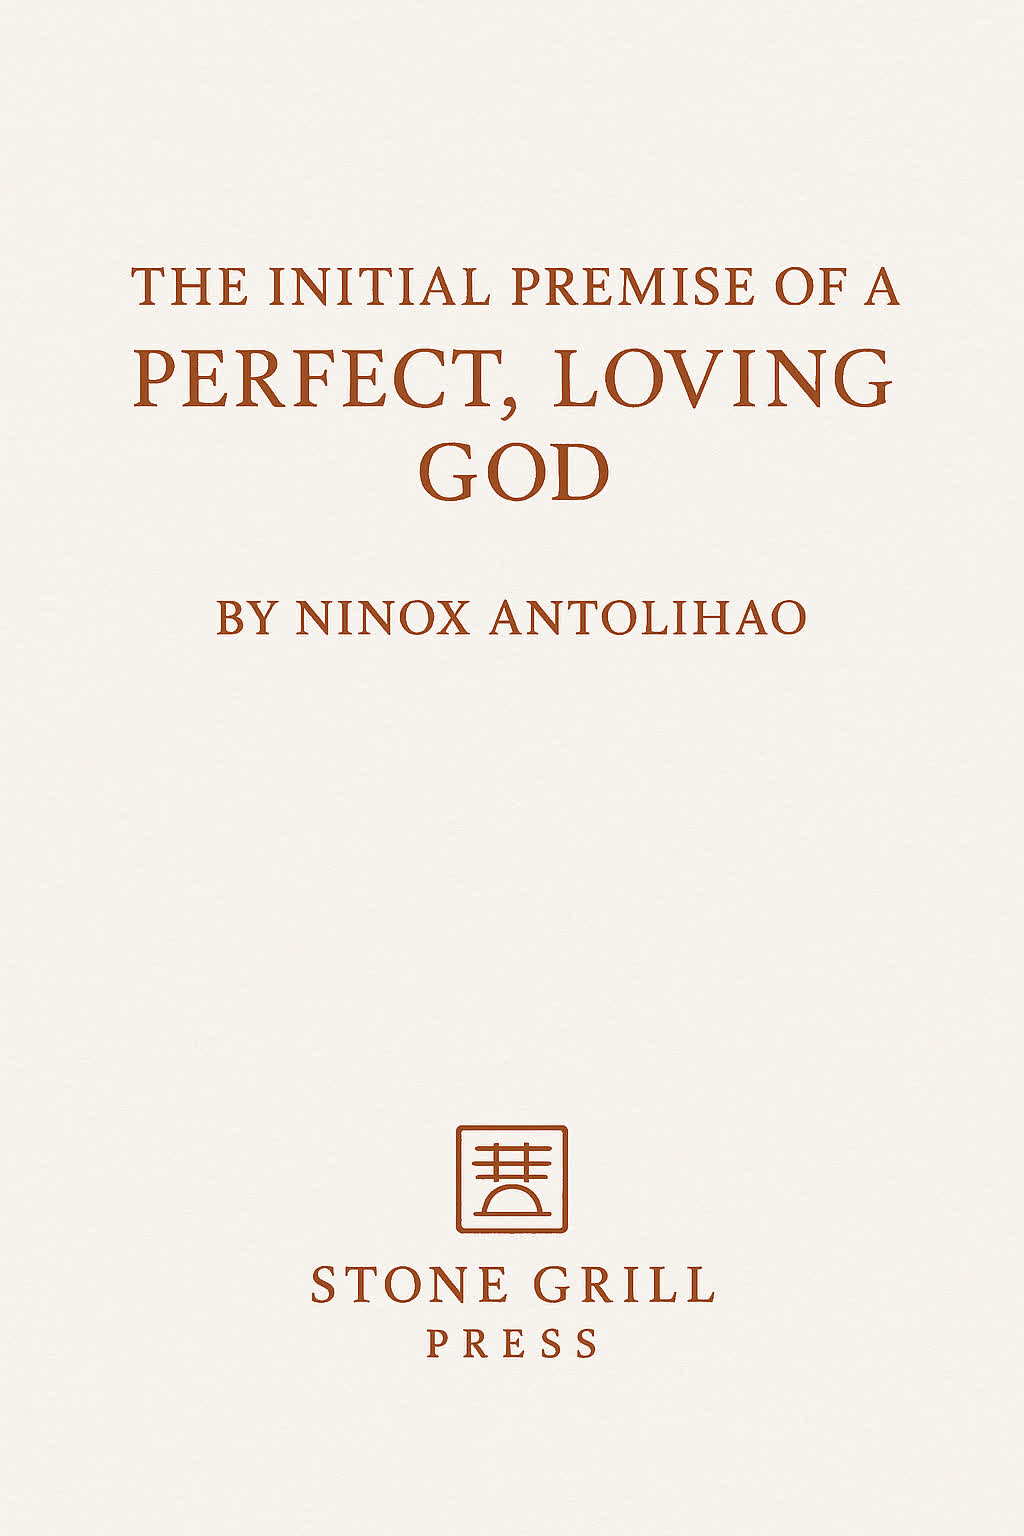 THE INITIAL PREMISE OF A
PERFECT, LOVING
GOD
BY NINOX ANTOLIHAO
STONE GRILL
PRESS